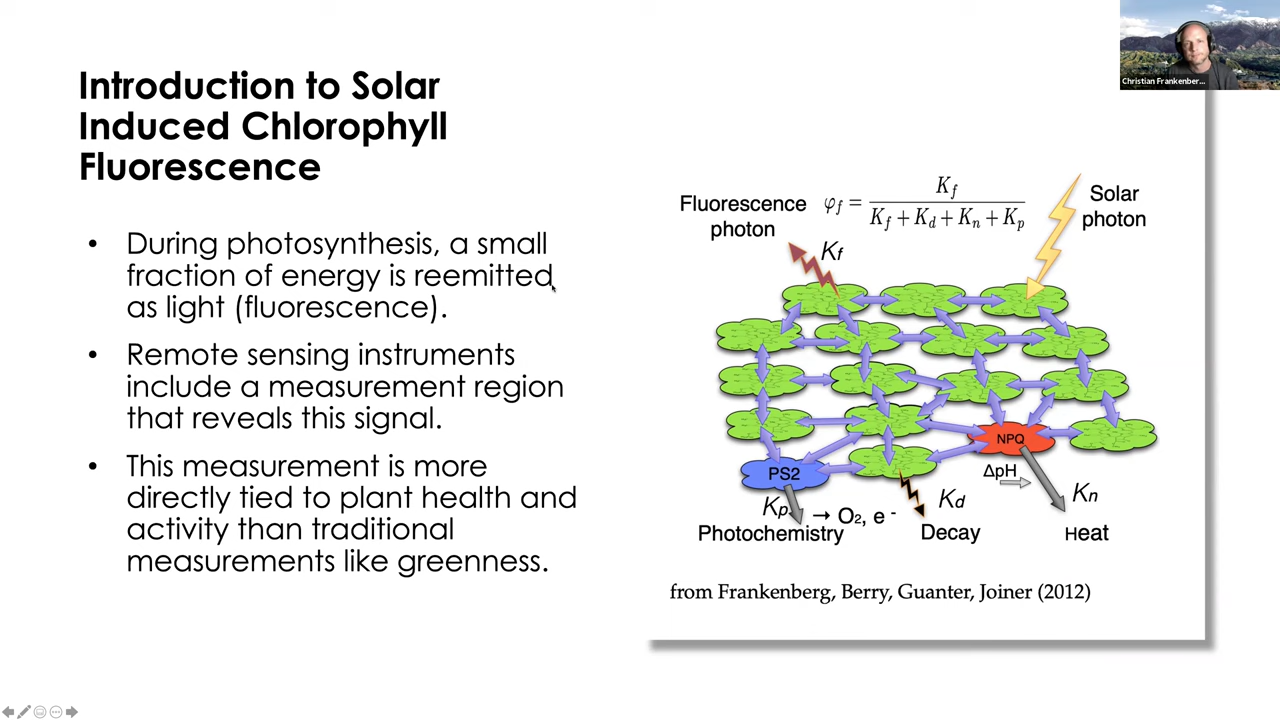 Christian Frankenber...
Introduction to Solar
Induced Chlorophyll
Fluorescence
• During photosynthesis, a small
fraction of energy is reemitted
as light (fluorescence).
• Remote sensing instruments
include a measurement region
that reveals this signal.
• This measurement is more
directly tied to plant health and
activity than traditional
measurements like greenness.
Fluorescence
photon
φf = Kf / (Kf + Kd + Kn + Kp)
Solar
photon
Kf
NPQ
PS2
ΔpH
Kp
→ O2, e -
Kd
Kn
Photochemistry
Decay
Heat
from Frankenberg, Berry, Guanter, Joiner (2012)